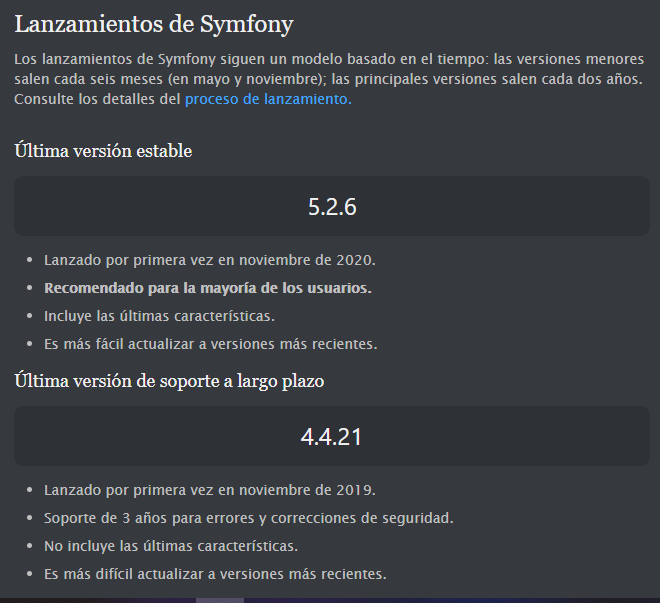 Lanzamientos de Symfony
Los lanzamientos de Symfony siguen un modelo basado en el tiempo: las versiones menores
salen cada seis meses (en mayo y noviembre); las principales versiones salen cada dos años.
Consulte los detalles del proceso de lanzamiento.
Última versión estable
5.2.6
• Lanzado por primera vez en noviembre de 2020.
• Recomendado para la mayoría de los usuarios.
• Incluye las últimas características.
• Es más fácil actualizar a versiones más recientes.
Última versión de soporte a largo plazo
4.4.21
• Lanzado por primera vez en noviembre de 2019.
• Soporte de 3 años para errores y correcciones de seguridad.
• No incluye las últimas características.
• Es más difícil actualizar a versiones más recientes.